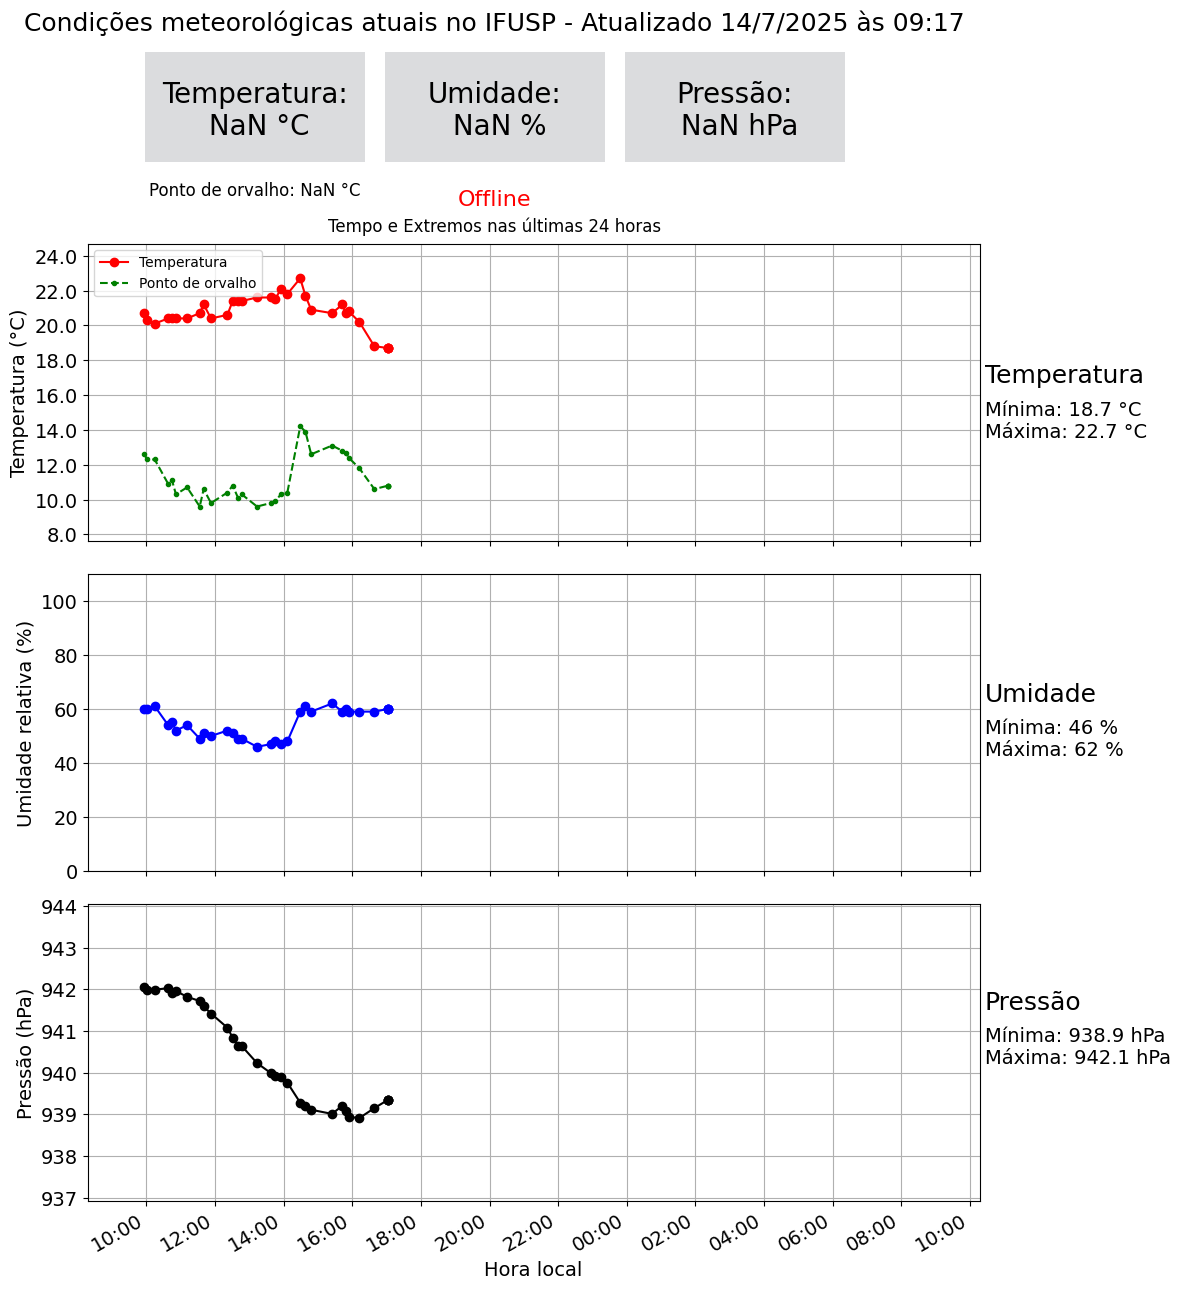 Condições meteorológicas atuais no IFUSP - Atualizado 14/7/2025 às 09:17
Temperatura:
NaN °C
Umidade:
NaN %
Pressão:
NaN hPa
Ponto de orvalho: NaN °C
Offline
Tempo e Extremos nas últimas 24 horas
Temperatura
Ponto de orvalho
Temperatura (°C)
24.0
22.0
20.0
18.0
16.0
14.0
12.0
10.0
8.0
Temperatura
Mínima: 18.7 °C
Máxima: 22.7 °C
Umidade relativa (%)
100
80
60
40
20
0
Umidade
Mínima: 46 %
Máxima: 62 %
Pressão (hPa)
944
943
942
941
940
939
938
937
Pressão
Mínima: 938.9 hPa
Máxima: 942.1 hPa
10:00
12:00
14:00
16:00
18:00
20:00
22:00
00:00
02:00
04:00
06:00
08:00
10:00
Hora local